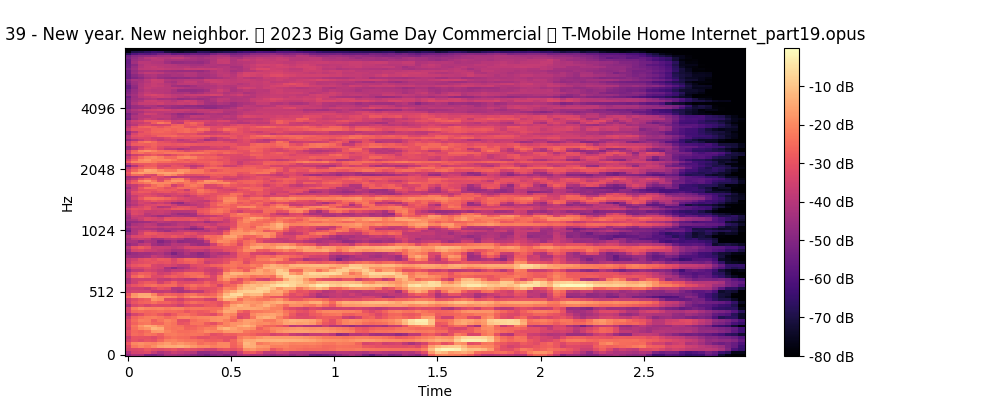 39 - New year. New neighbor. ▯ 2023 Big Game Day Commercial ▯ T-Mobile Home Internet_part19.opus
Hz
4096
2048
1024
512
0
0
0.5
1
1.5
2
2.5
Time
-10 dB
-20 dB
-30 dB
-40 dB
-50 dB
-60 dB
-70 dB
-80 dB